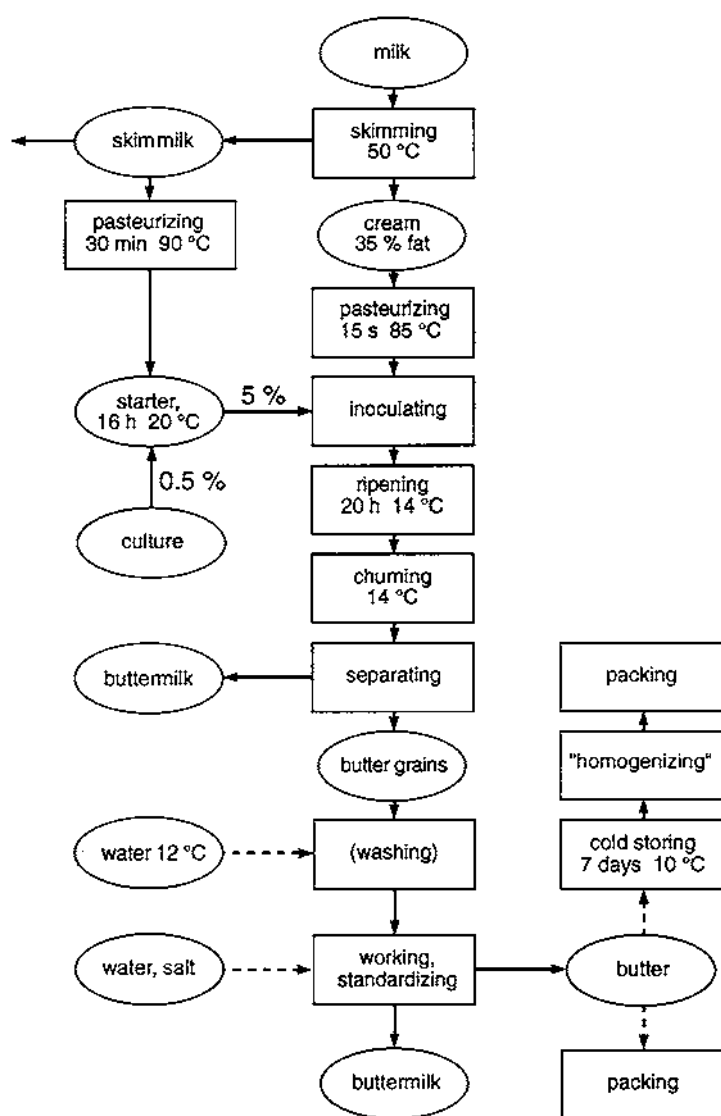 milk
skimmilk
skimming
50 °C
pasteurizing
30 min 90 °C
cream
35 % fat
pasteurizing
15 s 85 °C
starter,
16 h 20 °C
5 %
inoculating
0.5 %
culture
ripening
20 h 14 °C
churning
14 °C
buttermilk
separating
packing
butter grains
"homogenizing"
water 12 °C
(washing)
cold storing
7 days 10 °C
water, salt
working,
standardizing
butter
buttermilk
packing